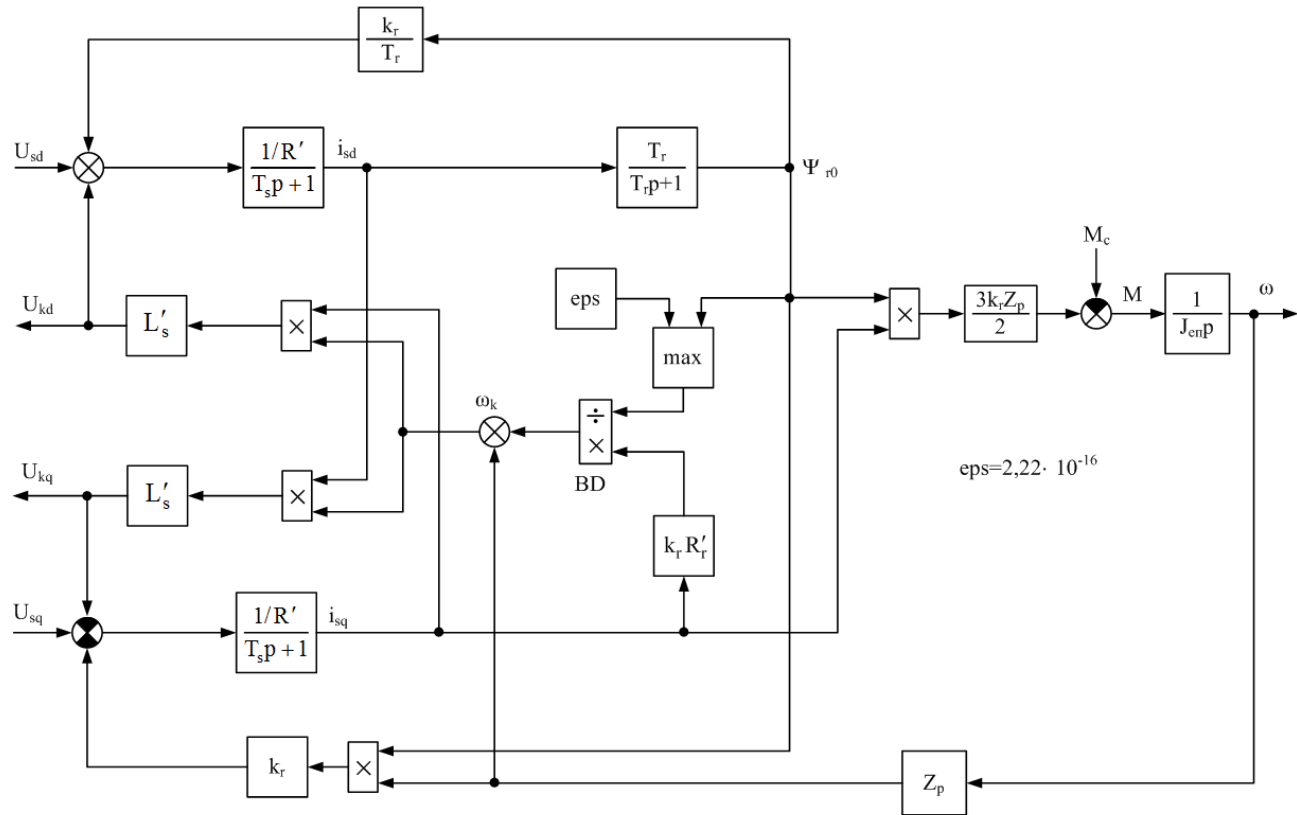 k_r
T_r
U_sd
1/R′
T_s p + 1
i_sd
T_r
T_r p+1
Ψ_r0
M_c
U_kd
L′_s
×
eps
max
×
3k_r Z_p
2
M
1
J_еп p
ω
ω_k
÷
×
BD
eps=2,22· 10^-16
U_kq
L′_s
×
k_r R′_r
U_sq
1/R′
T_s p + 1
i_sq
k_r
×
Z_p